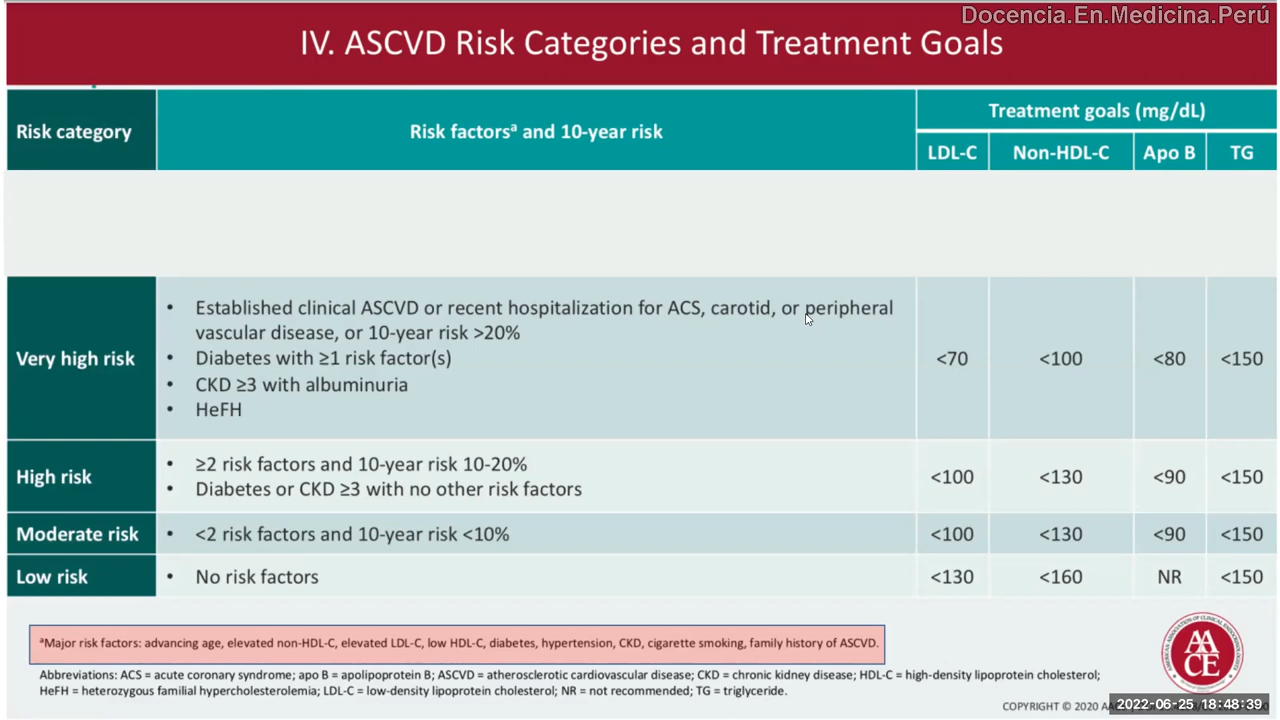 Docencia.En.Medicina.Perú
IV. ASCVD Risk Categories and Treatment Goals
Risk category
Risk factorsª and 10-year risk
Treatment goals (mg/dL)
LDL-C
Non-HDL-C
Apo B
TG
Very high risk
• Established clinical ASCVD or recent hospitalization for ACS, carotid, or peripheral
vascular disease, or 10-year risk >20%
• Diabetes with ≥1 risk factor(s)
• CKD ≥3 with albuminuria
• HeFH
<70
<100
<80
<150
High risk
• ≥2 risk factors and 10-year risk 10-20%
• Diabetes or CKD ≥3 with no other risk factors
<100
<130
<90
<150
Moderate risk
• <2 risk factors and 10-year risk <10%
<100
<130
<90
<150
Low risk
• No risk factors
<130
<160
NR
<150
ªMajor risk factors: advancing age, elevated non-HDL-C, elevated LDL-C, low HDL-C, diabetes, hypertension, CKD, cigarette smoking, family history of ASCVD.
Abbreviations: ACS = acute coronary syndrome; apo B = apolipoprotein B; ASCVD = atherosclerotic cardiovascular disease; CKD = chronic kidney disease; HDL-C = high-density lipoprotein cholesterol;
HeFH = heterozygous familial hypercholesterolemia; LDL-C = low-density lipoprotein cholesterol; NR = not recommended; TG = triglyceride.
AACE
COPYRIGHT © 2020
2022-06-25 18:48:39